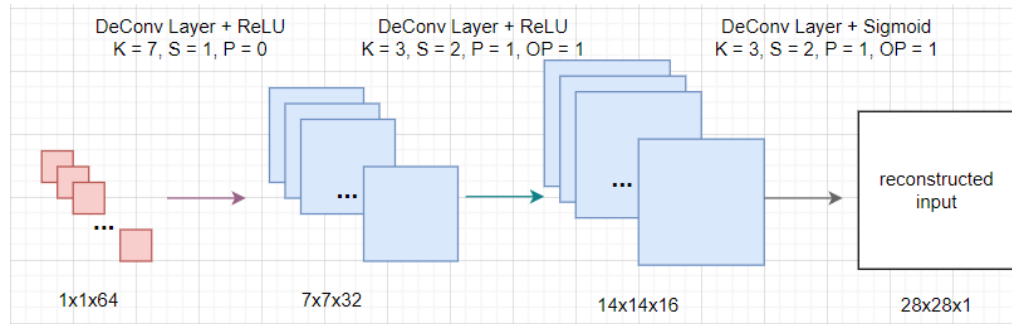 DeConv Layer + ReLU
K = 7, S = 1, P = 0
DeConv Layer + ReLU
K = 3, S = 2, P = 1, OP = 1
DeConv Layer + Sigmoid
K = 3, S = 2, P = 1, OP = 1
...
...
...
reconstructed
input
1x1x64
7x7x32
14x14x16
28x28x1